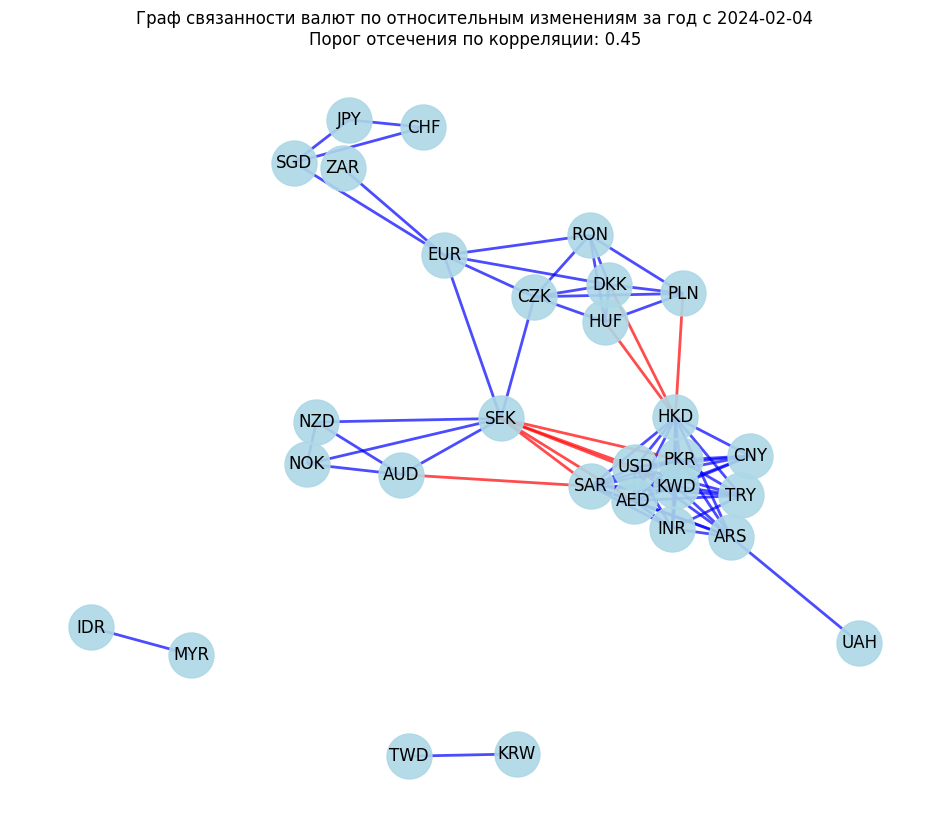 Граф связанности валют по относительным изменениям за год с 2024-02-04
Порог отсечения по корреляции: 0.45
JPY
CHF
SGD
ZAR
RON
EUR
DKK
CZK
PLN
HUF
HKD
SEK
NZD
CNY
PKR
NOK
USD
AUD
SAR
KWD
TRY
AED
INR
ARS
IDR
UAH
MYR
TWD
KRW